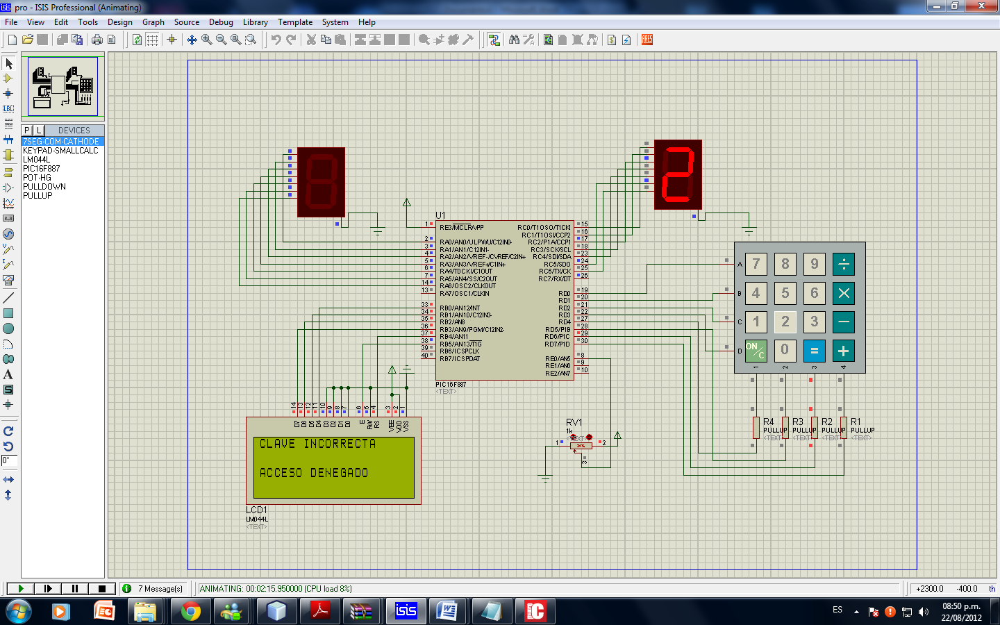 pro - ISIS Professional (Animating)
File View Edit Tools Design Graph Source Debug Library Template System Help
P L DEVICES
7SEG-COM-CATHODE
KEYPAD-SMALLCALC
LM044L
PIC16F887
POT-HG
PULLDOWN
PULLUP
LBL
A
S
0°
ARES
U1
1 RE3/MCLR/VPP
2 RA0/AN0/ULPWU/C12IN0-
3 RA1/AN1/C12IN1-
4 RA2/AN2/VREF-/CVREF/C2IN+
5 RA3/AN3/VREF+/C1IN+
6 RA4/T0CKI/C1OUT
7 RA5/AN4/SS/C2OUT
14 RA6/OSC2/CLKOUT
13 RA7/OSC1/CLKIN
33 RB0/AN12/INT
34 RB1/AN10/C12IN3-
35 RB2/AN8
36 RB3/AN9/PGM/C12IN2-
37 RB4/AN11
38 RB5/AN13/T1G
39 RB6/ICSPCLK
40 RB7/ICSPDAT
RC0/T1OSO/T1CKI 15
RC1/T1OSI/CCP2 16
RC2/P1A/CCP1 17
RC3/SCK/SCL 18
RC4/SDI/SDA 23
RC5/SDO 24
RC6/TX/CK 25
RC7/RX/DT 26
RD0 19
RD1 20
RD2 21
RD3 22
RD4 27
RD5/P1B 28
RD6/P1C 29
RD7/P1D 30
RE0/AN5 8
RE1/AN6 9
RE2/AN7 10
PIC16F887
<TEXT>
2
A 7 8 9 ÷
B 4 5 6 ×
C 1 2 3 −
D ON/C 0 = +
1 2 3 4
R4 R3 R2 R1
PULLUP PULLUP PULLUP PULLUP
<TEXT> <TEXT> <TEXT> <TEXT>
RV1
1k
<TEXT>
24%
1 2 3
14 13 12 11 10 9 8 7 6 5 4 3 2 1
D7 D6 D5 D4 D3 D2 D1 D0 E RW RS VEE VDD VSS
CLAVE INCORRECTA
ACCESO DENEGADO
LCD1
LM044L
<TEXT>
7 Message(s)
ANIMATING: 00:02:15.950000 (CPU load 8%)
+2300.0 -400.0 th
isis
ES
08:50 p.m.
22/08/2012